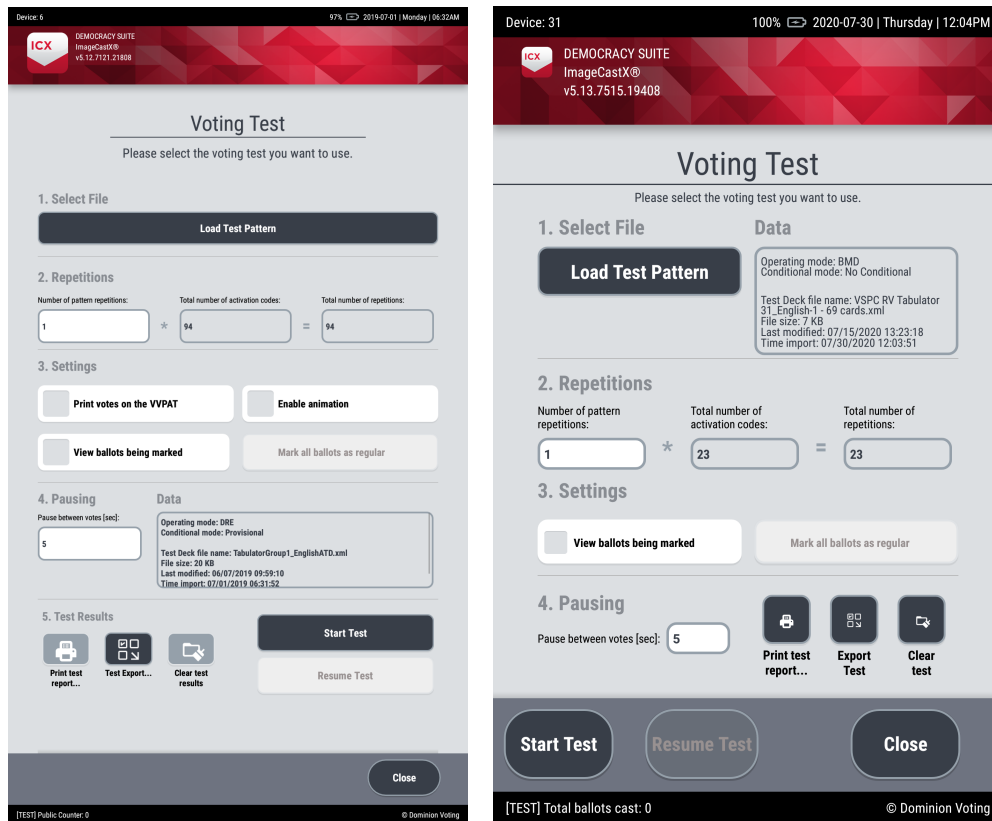 Device: 6
97% 2019-07-01 | Monday | 06:32AM
ICX
DEMOCRACY SUITE
ImageCastX®
v5.12.7121.21808
Voting Test
Please select the voting test you want to use.
1. Select File
Load Test Pattern
2. Repetitions
Number of pattern repetitions:
Total number of activation codes:
Total number of repetitions:
1 * 94 = 94
3. Settings
Print votes on the VVPAT
Enable animation
View ballots being marked
Mark all ballots as regular
4. Pausing
Pause between votes [sec]:
5
Data
Operating mode: DRE
Conditional mode: Provisional
Test Deck file name: TabulatorGroup1_EnglishATD.xml
File size: 20 KB
Last modified: 06/07/2019 09:59:10
Time import: 07/01/2019 06:31:52
5. Test Results
Print test
report...
Test Export...
Clear test
results
Start Test
Resume Test
Close
[TEST] Public Counter: 0
© Dominion Voting
Device: 31
100% 2020-07-30 | Thursday | 12:04PM
ICX
DEMOCRACY SUITE
ImageCastX®
v5.13.7515.19408
Voting Test
Please select the voting test you want to use.
1. Select File
Load Test Pattern
Data
Operating mode: BMD
Conditional mode: No Conditional
Test Deck file name: VSPC RV Tabulator
31_English-1 - 69 cards.xml
File size: 7 KB
Last modified: 07/15/2020 13:23:18
Time import: 07/30/2020 12:03:51
2. Repetitions
Number of pattern
repetitions:
Total number of
activation codes:
Total number of
repetitions:
1 * 23 = 23
3. Settings
View ballots being marked
Mark all ballots as regular
4. Pausing
Pause between votes [sec]: 5
Print test
report...
Export
Test
Clear
test
Start Test
Resume Test
Close
[TEST] Total ballots cast: 0
© Dominion Voting